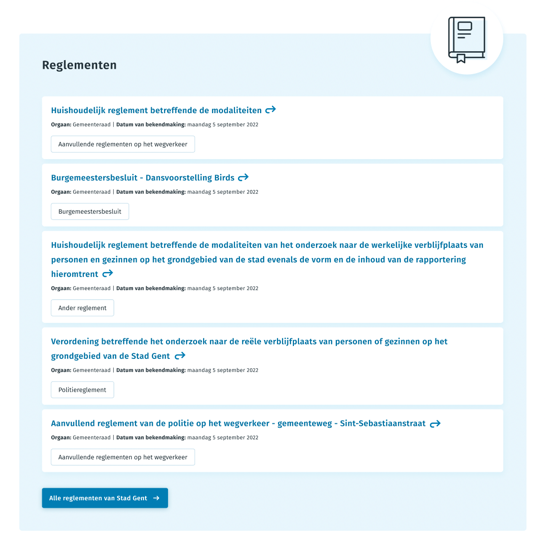 Reglementen
Huishoudelijk reglement betreffende de modaliteiten
Orgaan: Gemeenteraad | Datum van bekendmaking: maandag 5 september 2022
Aanvullende reglementen op het wegverkeer
Burgemeestersbesluit - Dansvoorstelling Birds
Orgaan: Gemeenteraad | Datum van bekendmaking: maandag 5 september 2022
Burgemeestersbesluit
Huishoudelijk reglement betreffende de modaliteiten van het onderzoek naar de werkelijke verblijfplaats van
personen en gezinnen op het grondgebied van de stad evenals de vorm en de inhoud van de rapportering
hieromtrent
Orgaan: Gemeenteraad | Datum van bekendmaking: maandag 5 september 2022
Ander reglement
Verordening betreffende het onderzoek naar de reële verblijfplaats van personen of gezinnen op het
grondgebied van de Stad Gent
Orgaan: Gemeenteraad | Datum van bekendmaking: maandag 5 september 2022
Politiereglement
Aanvullend reglement van de politie op het wegverkeer - gemeenteweg - Sint-Sebastiaanstraat
Orgaan: Gemeenteraad | Datum van bekendmaking: maandag 5 september 2022
Aanvullende reglementen op het wegverkeer
Alle reglementen van Stad Gent